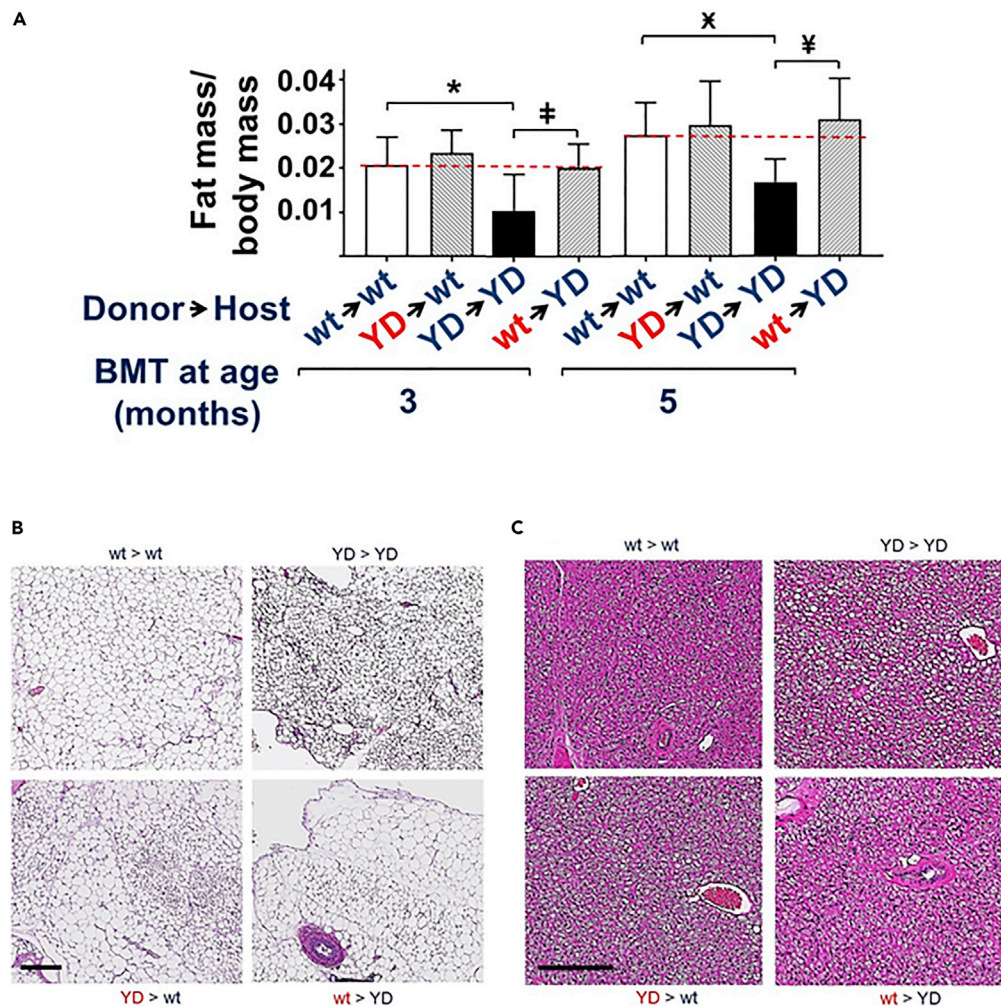 A
Fat mass/
body mass
0.04
0.03
0.02
0.01
* ‡ ӿ ¥
Donor➔Host
wt➔wt
YD➔wt
YD➔YD
wt➔YD
wt➔wt
YD➔wt
YD➔YD
wt➔YD
BMT at age
(months)
3
5
B
wt > wt
YD > YD
YD > wt
wt > YD
C
wt > wt
YD > YD
YD > wt
wt > YD